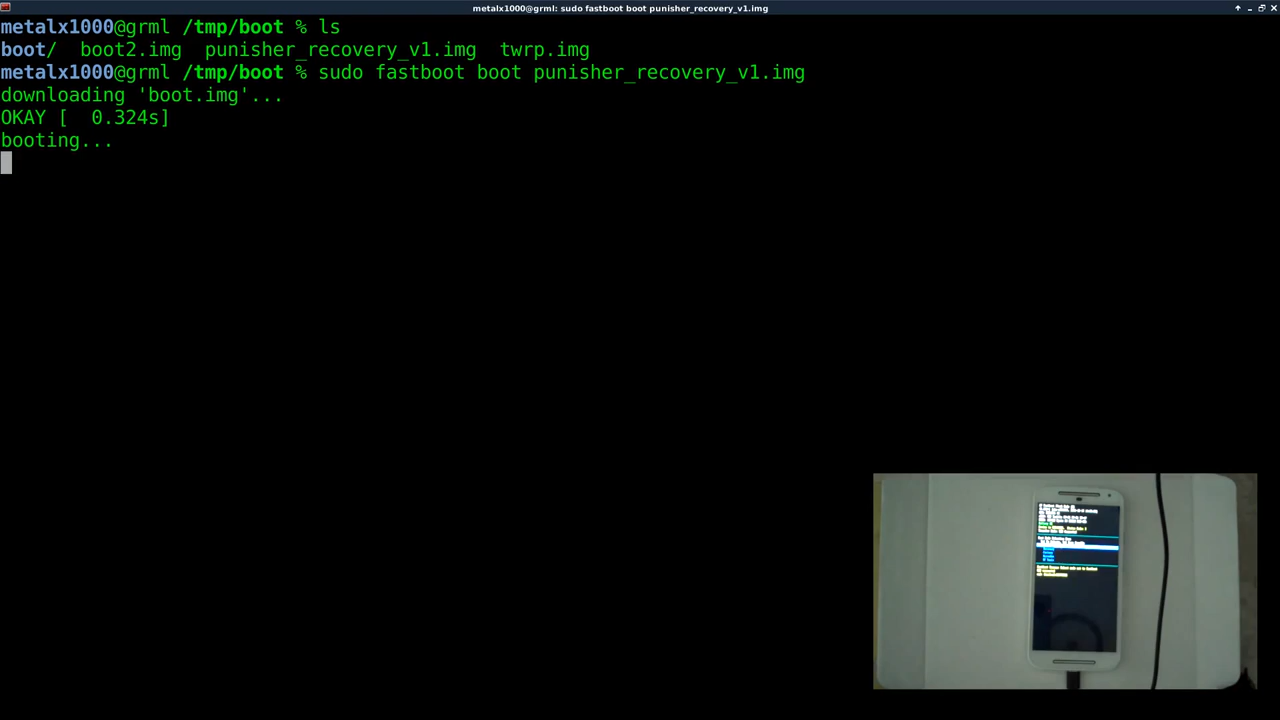 metalx1000@grml: sudo fastboot boot punisher_recovery_v1.img
metalx1000@grml /tmp/boot % ls
boot/  boot2.img  punisher_recovery_v1.img  twrp.img
metalx1000@grml /tmp/boot % sudo fastboot boot punisher_recovery_v1.img
downloading 'boot.img'...
OKAY [  0.324s]
booting...